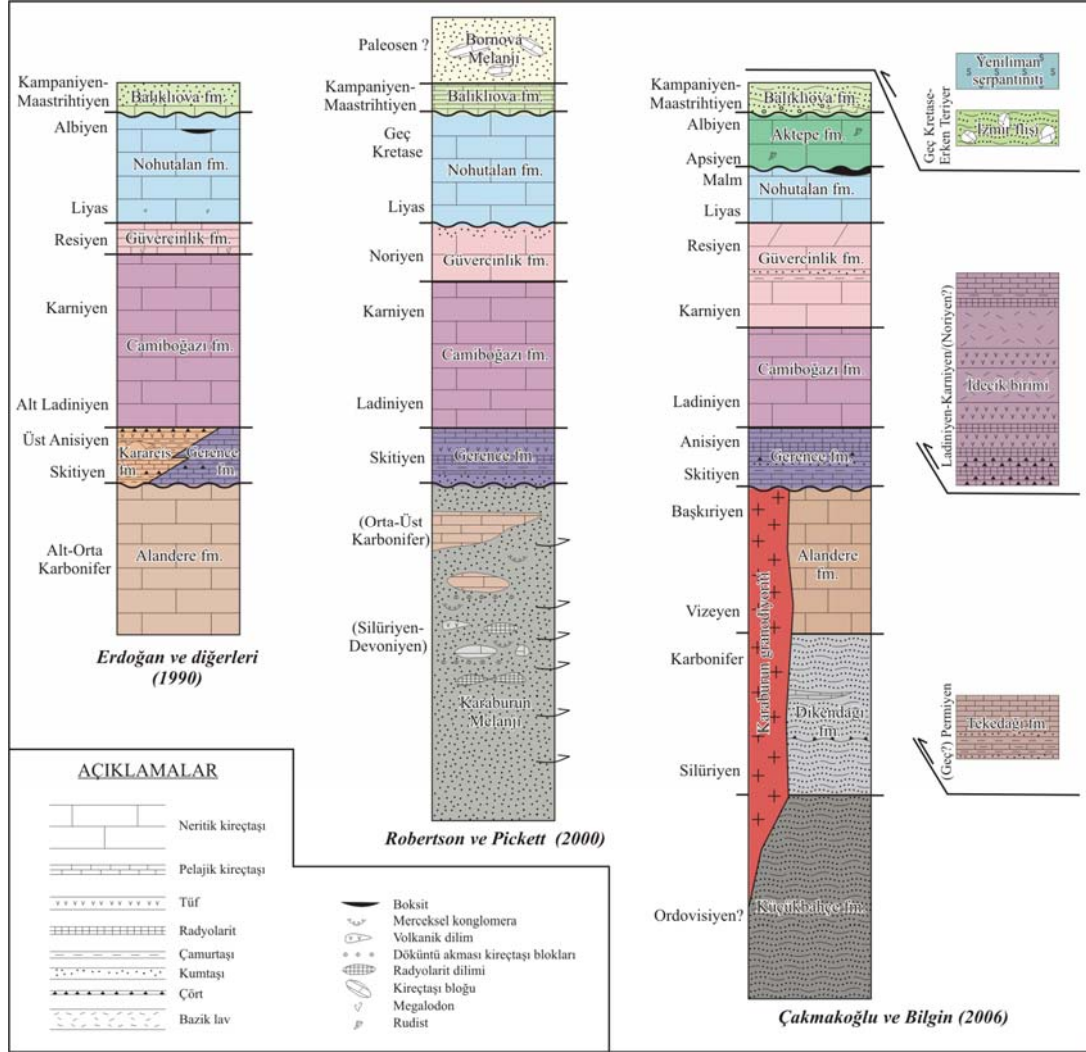 Kampaniyen-
Maastrihtiyen
Balıklıova fm.
Albiyen
Nohutalan fm.
Liyas
Resiyen
Güvercinlik fm.
Karniyen
Camiboğazı fm.
Alt Ladiniyen
Üst Anisiyen
Karareis
fm.
Gerence
fm.
Skitiyen
Alt-Orta
Karbonifer
Alandere fm.
Erdoğan ve diğerleri
(1990)
Paleosen ?
Bornova
Melanjı
Kampaniyen-
Maastrihtiyen
Balıklıova fm.
Geç
Kretase
Nohutalan fm.
Liyas
Noriyen
Güvercinlik fm.
Karniyen
Camiboğazı fm.
Ladiniyen
Skitiyen
Gerence fm.
(Orta-Üst
Karbonifer)
(Silüriyen-
Devoniyen)
Karaburun
Melanjı
Robertson ve Pickett (2000)
Kampaniyen-
Maastrihtiyen
Balıklıova fm.
Albiyen
Aktepe fm.
Apsiyen
Malm
Nohutalan fm.
Liyas
Resiyen
Güvercinlik fm.
Karniyen
Camiboğazı fm.
Ladiniyen
Anisiyen
Gerence fm.
Skitiyen
Başkıriyen
Alandere
fm.
Vizeyen
Karaburun granodiyoriti
Karbonifer
Dikendağı
fm.
Silüriyen
Ordovisiyen?
Küçükbahçe fm.
Çakmakoğlu ve Bilgin (2006)
Geç Kretase-
Erken Tersiyer
Yeniliman
serpantiniti
İzmir flişi
Ladiniyen-Karniyen/(Noriyen?)
İdecik birimi
(Geç?) Permiyen
Tekedağı fm.
AÇIKLAMALAR
Neritik kireçtaşı
Pelajik kireçtaşı
Tüf
Radyolarit
Çamurtaşı
Kumtaşı
Çört
Bazik lav
Boksit
Merceksel konglomera
Volkanik dilim
Döküntü akması kireçtaşı blokları
Radyolarit dilimi
Kireçtaşı bloğu
Megalodon
Rudist